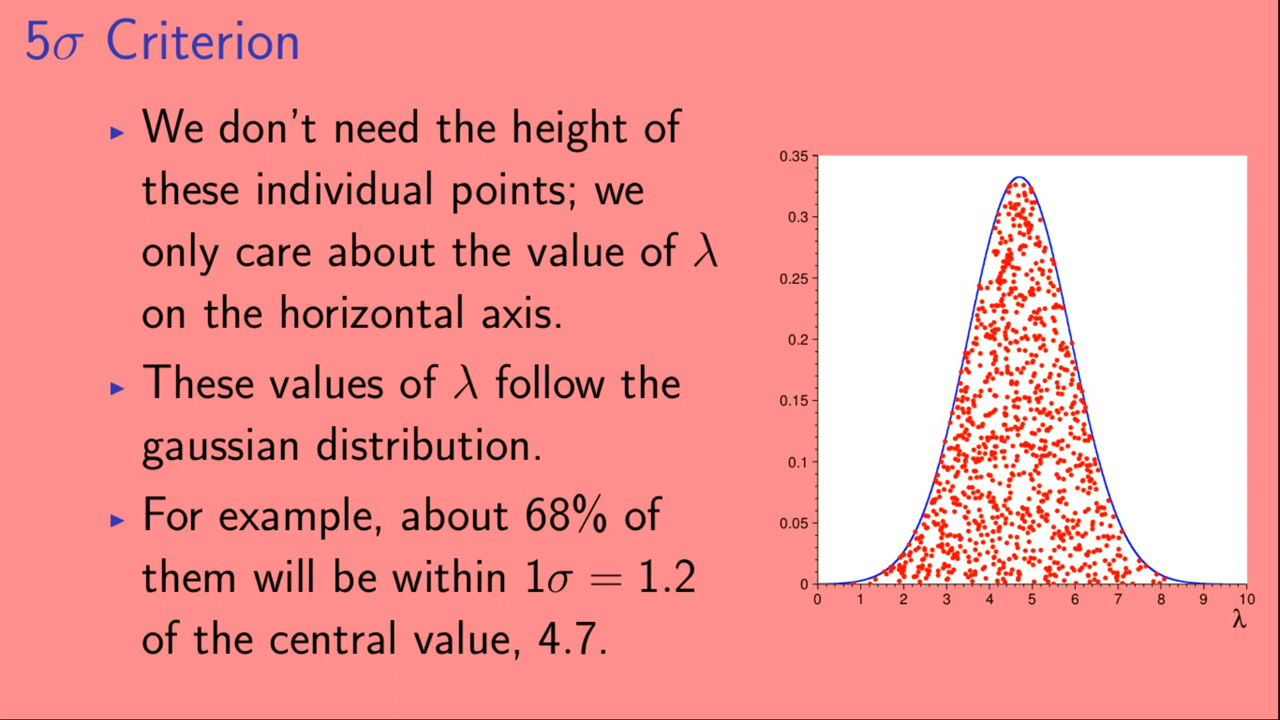 5σ Criterion
▸ We don't need the height of
these individual points; we
only care about the value of λ
on the horizontal axis.
▸ These values of λ follow the
gaussian distribution.
▸ For example, about 68% of
them will be within 1σ = 1.2
of the central value, 4.7.
0.35
0.3
0.25
0.2
0.15
0.1
0.05
0
0 1 2 3 4 5 6 7 8 9 10
λ